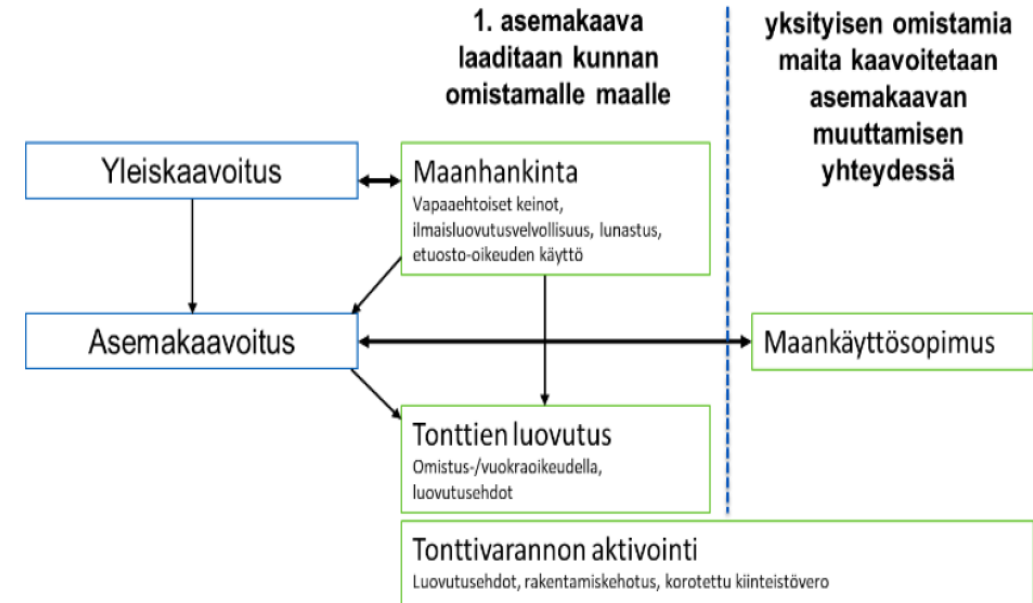 1. asemakaava
laaditaan kunnan
omistamalle maalle
yksityisen omistamia
maita kaavoitetaan
asemakaavan
muuttamisen
yhteydessä
Yleiskaavoitus
Maanhankinta
Vapaaehtoiset keinot,
ilmaisluovutusvelvollisuus, lunastus,
etuosto-oikeuden käyttö
Asemakaavoitus
Maankäyttösopimus
Tonttien luovutus
Omistus-/vuokraoikeudella,
luovutusehdot
Tonttivarannon aktivointi
Luovutusehdot, rakentamiskehotus, korotettu kiinteistövero